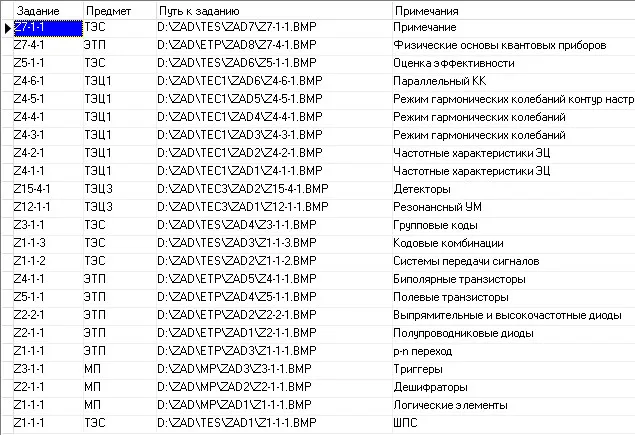 Задание Предмет Путь к заданию Примечания
Z7-1-1 ТЭС D:\ZAD\TES\ZAD7\Z7-1-1.BMP Примечание
Z7-4-1 ЭТП D:\ZAD\ETP\ZAD8\Z7-4-1.BMP Физические основы квантовых приборов
Z5-1-1 ТЭС D:\ZAD\TES\ZAD6\Z5-1-1.BMP Оценка эффективности
Z4-6-1 ТЭЦ1 D:\ZAD\TEC1\ZAD6\Z4-6-1.BMP Параллельный КК
Z4-5-1 ТЭЦ1 D:\ZAD\TEC1\ZAD5\Z4-5-1.BMP Режим гармонических колебаний контур настр
Z4-4-1 ТЭЦ1 D:\ZAD\TEC1\ZAD4\Z4-4-1.BMP Режим гармонических колебаний
Z4-3-1 ТЭЦ1 D:\ZAD\TEC1\ZAD3\Z4-3-1.BMP Режим гармонических колебаний
Z4-2-1 ТЭЦ1 D:\ZAD\TEC1\ZAD2\Z4-2-1.BMP Частотные характеристики ЭЦ
Z4-1-1 ТЭЦ1 D:\ZAD\TEC1\ZAD1\Z4-1-1.BMP Частотные характеристики ЭЦ
Z15-4-1 ТЭЦ3 D:\ZAD\TEC3\ZAD2\Z15-4-1.BMP Детекторы
Z12-1-1 ТЭЦ3 D:\ZAD\TEC3\ZAD1\Z12-1-1.BMP Резонансный УМ
Z3-1-1 ТЭС D:\ZAD\TES\ZAD4\Z3-1-1.BMP Групповые коды
Z1-1-3 ТЭС D:\ZAD\TES\ZAD3\Z1-1-3.BMP Кодовые комбинации
Z1-1-2 ТЭС D:\ZAD\TES\ZAD2\Z1-1-2.BMP Системы передачи сигналов
Z4-1-1 ЭТП D:\ZAD\ETP\ZAD5\Z4-1-1.BMP Биполярные транзисторы
Z5-1-1 ЭТП D:\ZAD\ETP\ZAD4\Z5-1-1.BMP Полевые транзисторы
Z2-2-1 ЭТП D:\ZAD\ETP\ZAD2\Z2-2-1.BMP Выпрямительные и высокочастотные диоды
Z2-1-1 ЭТП D:\ZAD\ETP\ZAD1\Z2-1-1.BMP Полупроводниковые диоды
Z1-1-1 ЭТП D:\ZAD\ETP\ZAD3\Z1-1-1.BMP p-n переход
Z3-1-1 МП D:\ZAD\MP\ZAD3\Z3-1-1.BMP Триггеры
Z2-1-1 МП D:\ZAD\MP\ZAD2\Z2-1-1.BMP Дешифраторы
Z1-1-1 МП D:\ZAD\MP\ZAD1\Z1-1-1.BMP Логические элементы
Z1-1-1 ТЭС D:\ZAD\TES\ZAD1\Z1-1-1.BMP ШПС